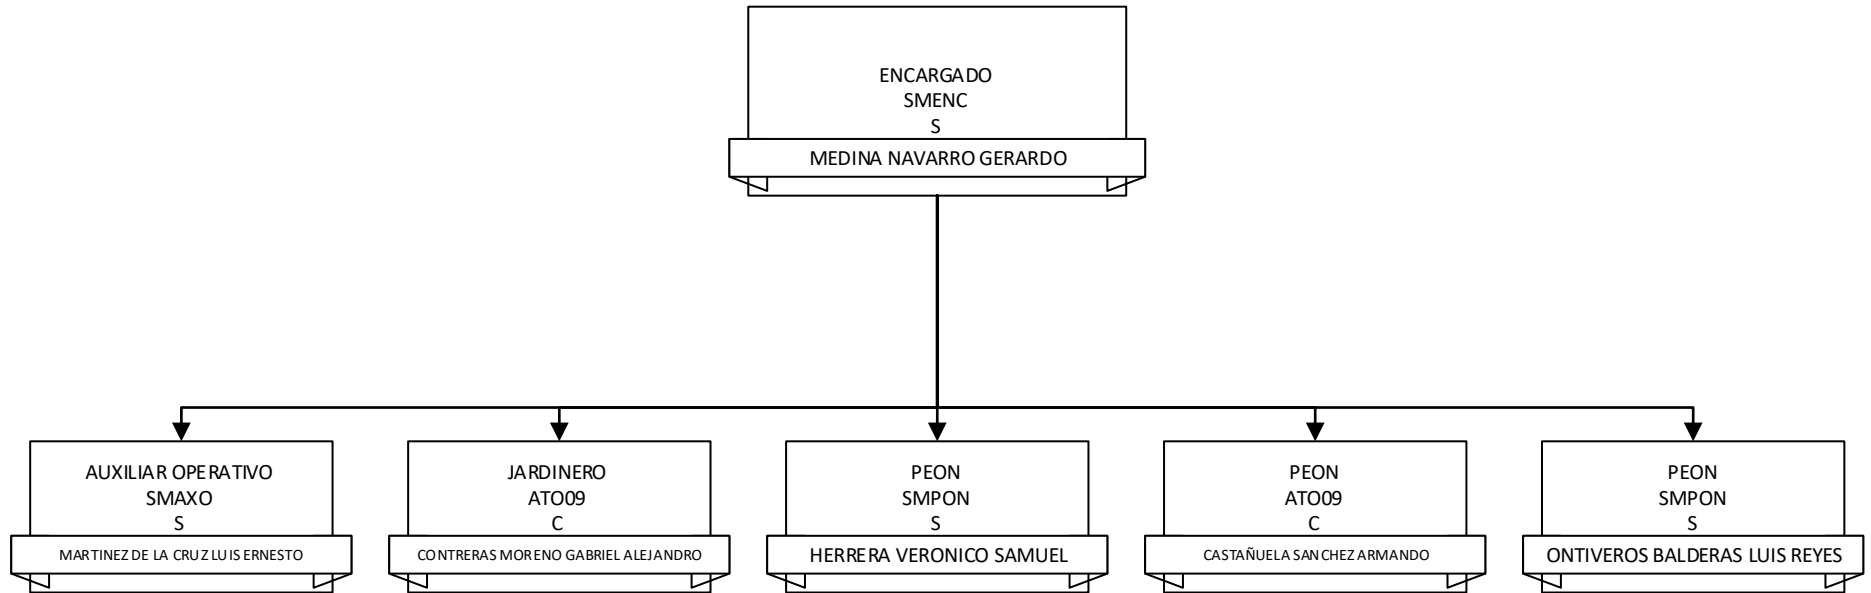 ENCARGADO
SMENC
S
MEDINA NAVARRO GERARDO
AUXILIAR OPERATIVO
SMAXO
S
MARTINEZ DE LA CRUZ LUIS ERNESTO
JARDINERO
ATO09
C
CONTRERAS MORENO GABRIEL ALEJANDRO
PEON
SMPON
S
HERRERA VERONICO SAMUEL
PEON
ATO09
C
CASTAÑUELA SANCHEZ ARMANDO
PEON
SMPON
S
ONTIVEROS BALDERAS LUIS REYES